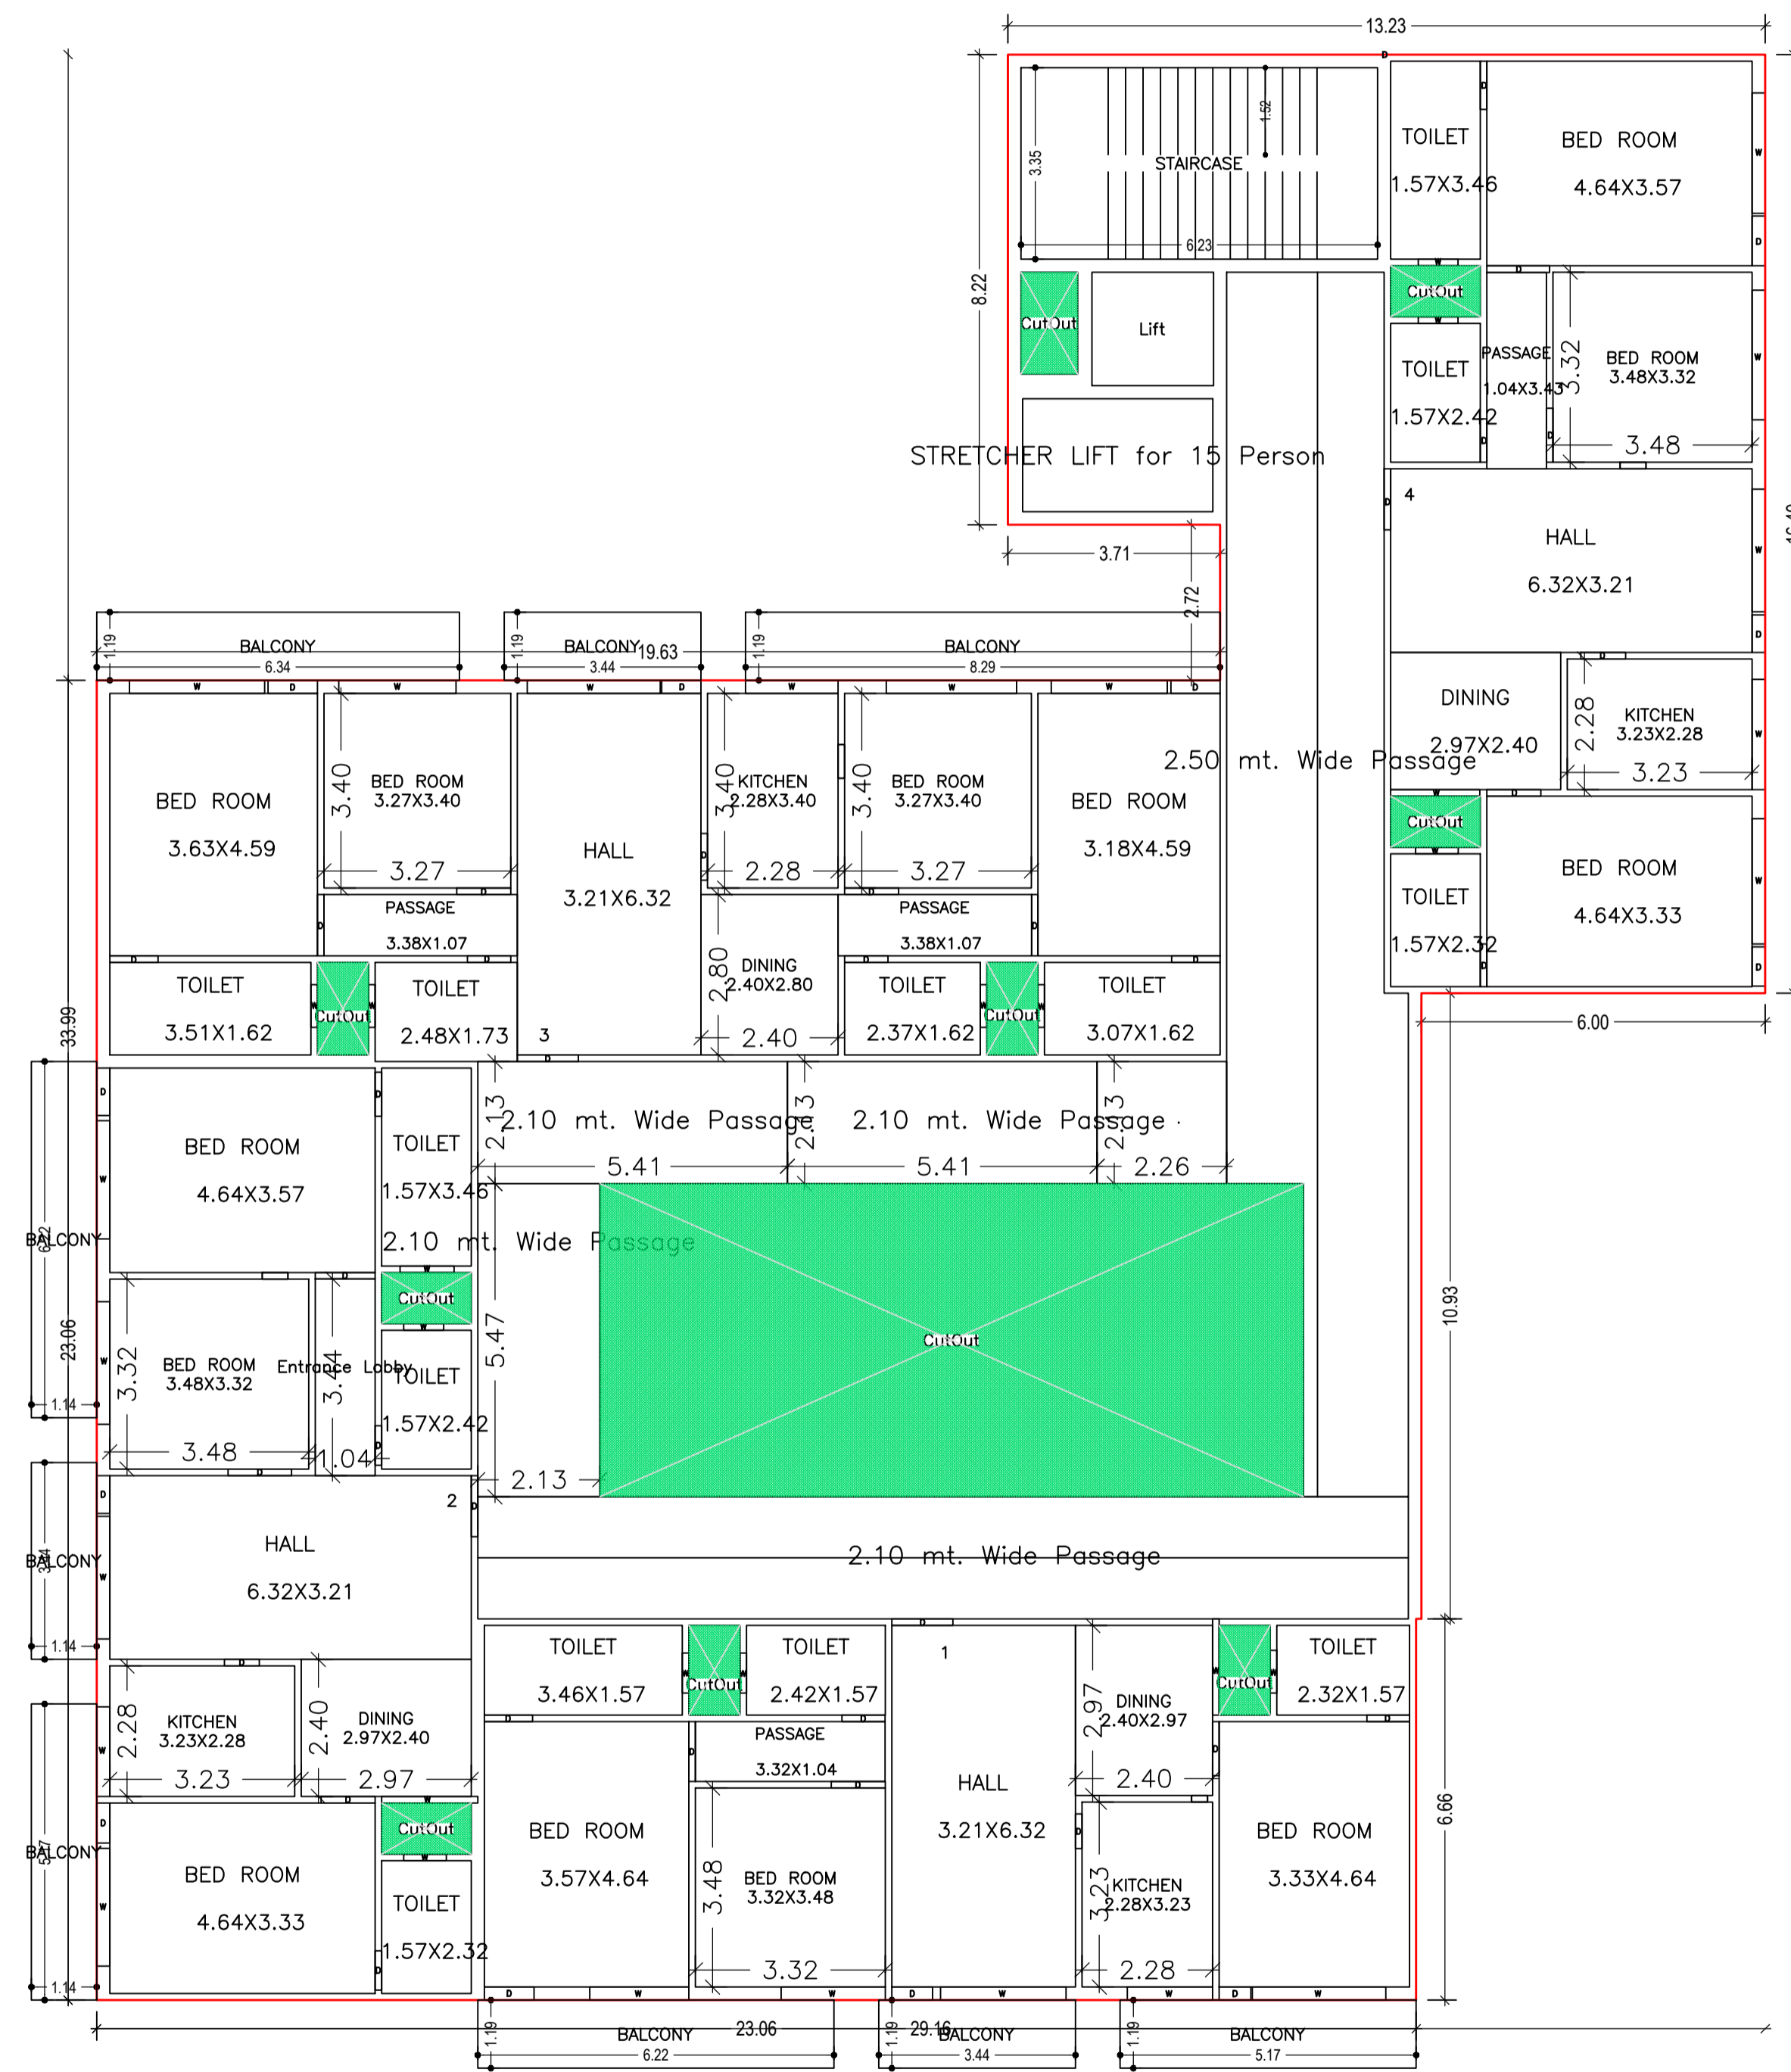 13.23
D
TOILET
1.57X3.46
BED ROOM
4.64X3.57
W
D
1.52
3.35
STAIRCASE
6.23
8.22
W
CutOut
W
CutOut
Lift
D
D
TOILET
1.57X2.42
PASSAGE
1.04X3.43
3.32
BED ROOM
3.48X3.32
W
3.48
D
D
STRETCHER LIFT for 15 Person
4
D
HALL
6.32X3.21
W
D
3.71
2.72
DINING
2.97X2.40
D
2.28
KITCHEN
3.23X2.28
3.23
W
2.50 mt. Wide Passage
W
D
CutOut
W
TOILET
1.57X2.32
D
BED ROOM
4.64X3.33
W
D
6.00
1.19
BALCONY
6.34
1.19
BALCONY
3.44
19.63
1.19
BALCONY
8.29
W
D
W
W
D
W
W
W
D
BED ROOM
3.63X4.59
3.40
BED ROOM
3.27X3.40
3.27
HALL
3.21X6.32
3.40
KITCHEN
2.28X3.40
2.28
3.40
BED ROOM
3.27X3.40
3.27
BED ROOM
3.18X4.59
D
PASSAGE
3.38X1.07
D
D
PASSAGE
3.38X1.07
D
D
D
D
D
D
TOILET
3.51X1.62
W
CutOut
W
TOILET
2.48X1.73
3
D
2.80
DINING
2.40X2.80
2.40
TOILET
2.37X1.62
W
CutOut
W
TOILET
3.07X1.62
33.99
2.13
2.10 mt. Wide Passage
2.13
2.10 mt. Wide Passage
2.13
5.41
5.41
2.26
D
W
BED ROOM
4.64X3.57
D
TOILET
1.57X3.46
2.10 mt. Wide Passage
BALCONY
1.14
D
W
CutOut
W
3.32
BED ROOM
3.48X3.32
3.48
W
Entrance Lobby
3.44
1.04
TOILET
1.57X2.42
D
D
5.47
2.13
CutOut
23.06
10.93
2
D
D
W
HALL
6.32X3.21
BALCONY
1.14
2.10 mt. Wide Passage
D
2.28
KITCHEN
3.23X2.28
3.23
W
2.40
DINING
2.97X2.40
2.97
D
W
CutOut
W
BALCONY
1.14
D
W
BED ROOM
4.64X3.33
TOILET
1.57X2.32
D
TOILET
3.46X1.57
W
CutOut
W
TOILET
2.42X1.57
D
D
D
PASSAGE
3.32X1.04
D
BED ROOM
3.57X4.64
3.48
BED ROOM
3.32X3.48
3.32
D
1
HALL
3.21X6.32
2.97
DINING
2.40X2.97
2.40
D
D
D
3.23
KITCHEN
2.28X3.23
2.28
W
CutOut
W
TOILET
2.32X1.57
D
BED ROOM
3.33X4.64
6.66
D
W
W
D
W
W
D
W
1.19
BALCONY
6.22
23.06
1.19
29.16
BALCONY
3.44
1.19
BALCONY
5.17